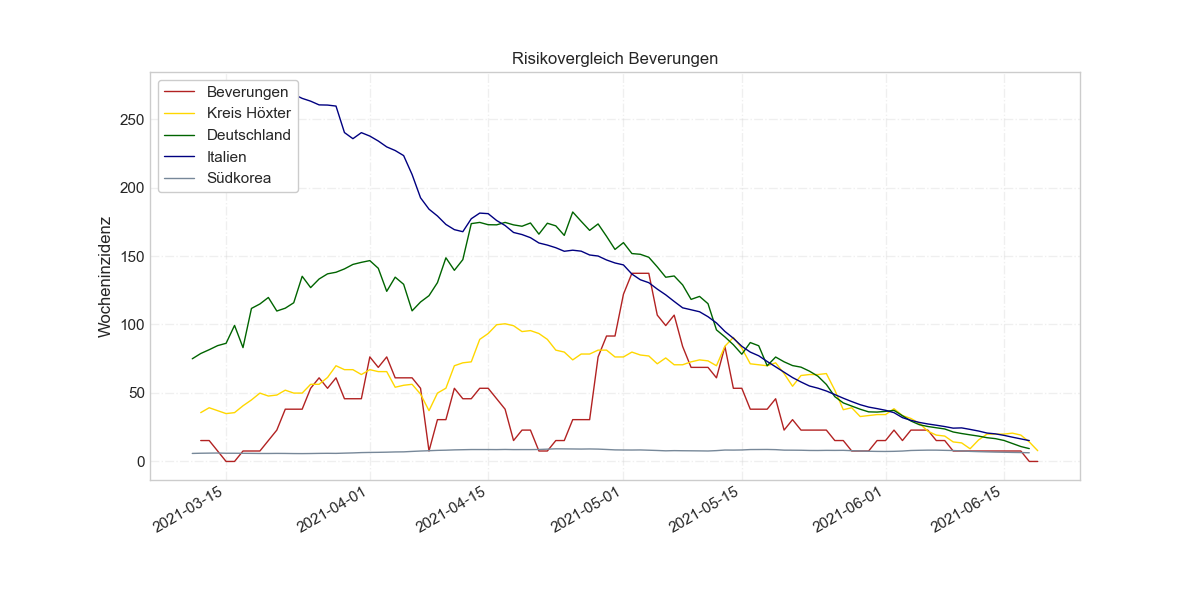 Risikovergleich Beverungen
Beverungen
Kreis Höxter
Deutschland
Italien
Südkorea
Wocheninzidenz
250
200
150
100
50
0
2021-03-15
2021-04-01
2021-04-15
2021-05-01
2021-05-15
2021-06-01
2021-06-15